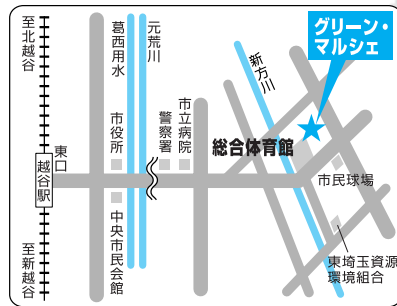 グリーン・
マルシェ
至北越谷
葛西用水
元荒川
新方川
市役所
警察署
市立病院
総合体育館
東口
越谷駅
市民球場
中央市民会館
至新越谷
東埼玉資源
環境組合